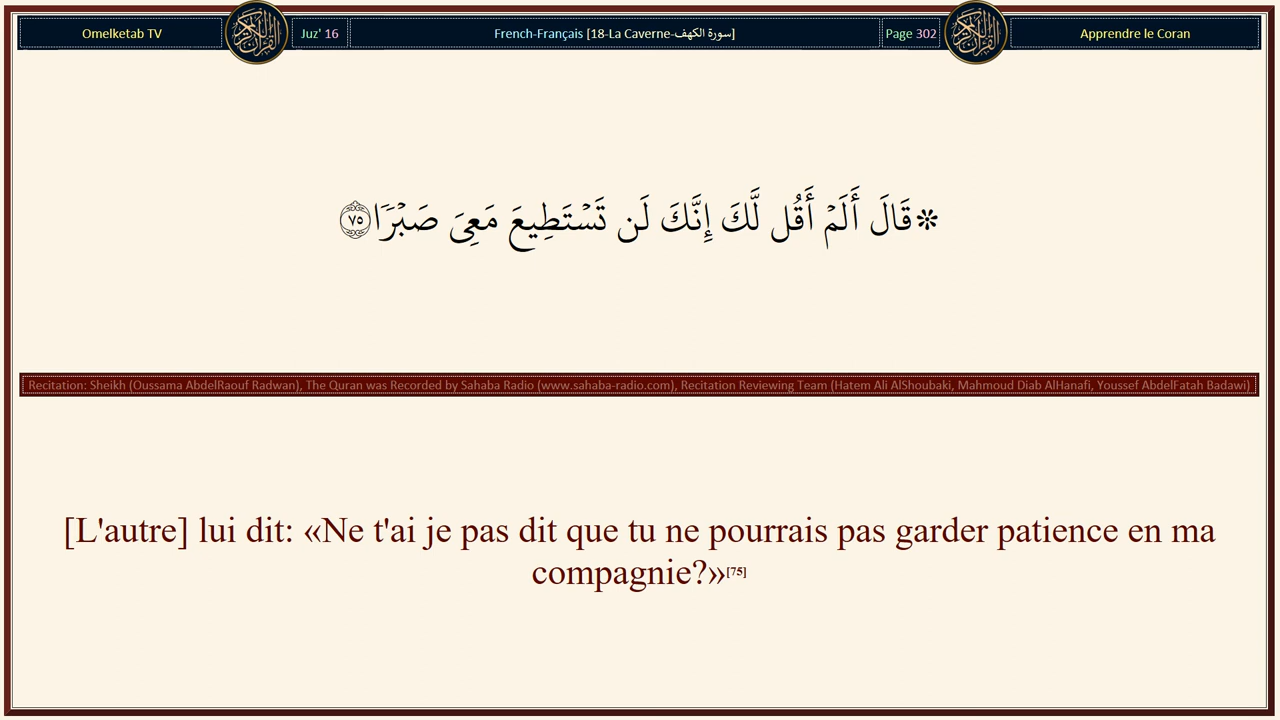 Omelketab TV
Juz' 16
French-Français [18-La Caverne-سورة الكهف]
Page 302
Apprendre le Coran
۞ قَالَ أَلَمۡ أَقُل لَّكَ إِنَّكَ لَن تَسۡتَطِيعَ مَعِيَ صَبۡرٗا ٧٥
Recitation: Sheikh (Oussama AbdelRaouf Radwan), The Quran was Recorded by Sahaba Radio (www.sahaba-radio.com), Recitation Reviewing Team (Hatem Ali AlShoubaki, Mahmoud Diab AlHanafi, Youssef AbdelFatah Badawi)
[L'autre] lui dit: «Ne t'ai je pas dit que tu ne pourrais pas garder patience en ma
compagnie?»[75]